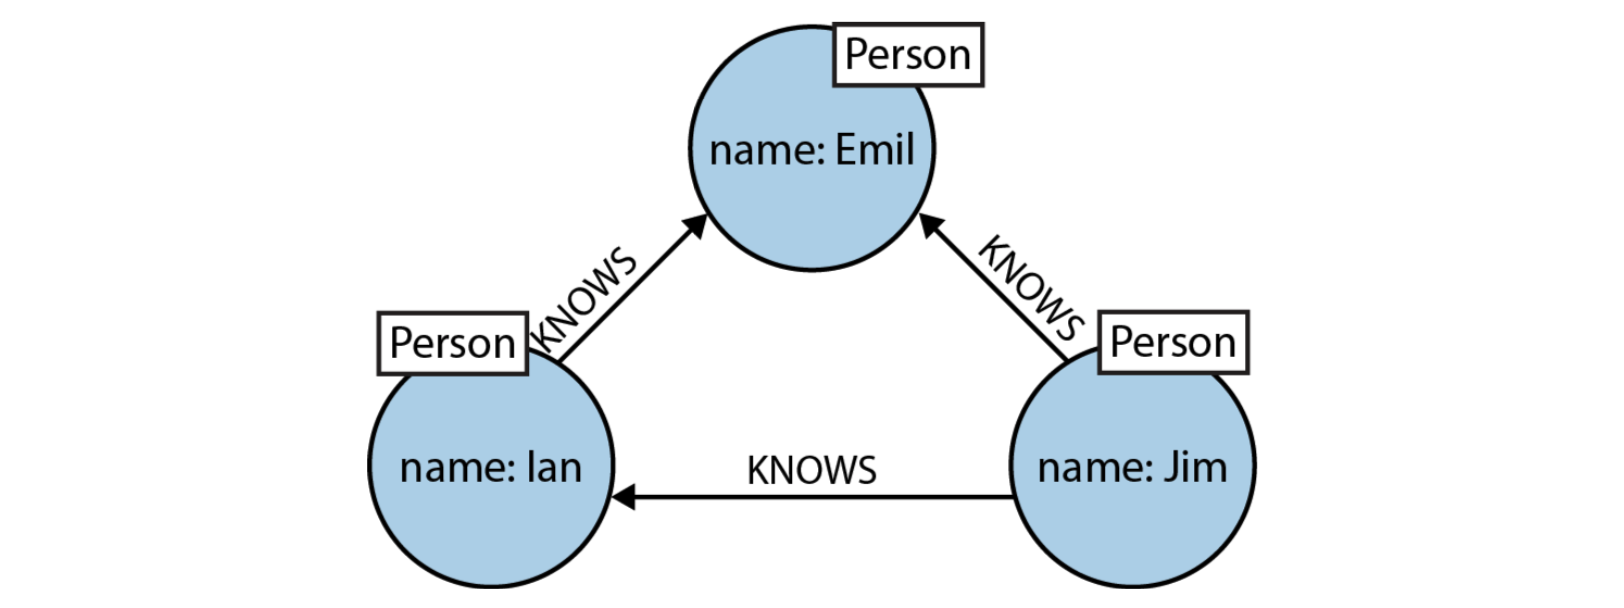 Person
name: Emil
KNOWS
KNOWS
Person
Person
name: Ian
KNOWS
name: Jim